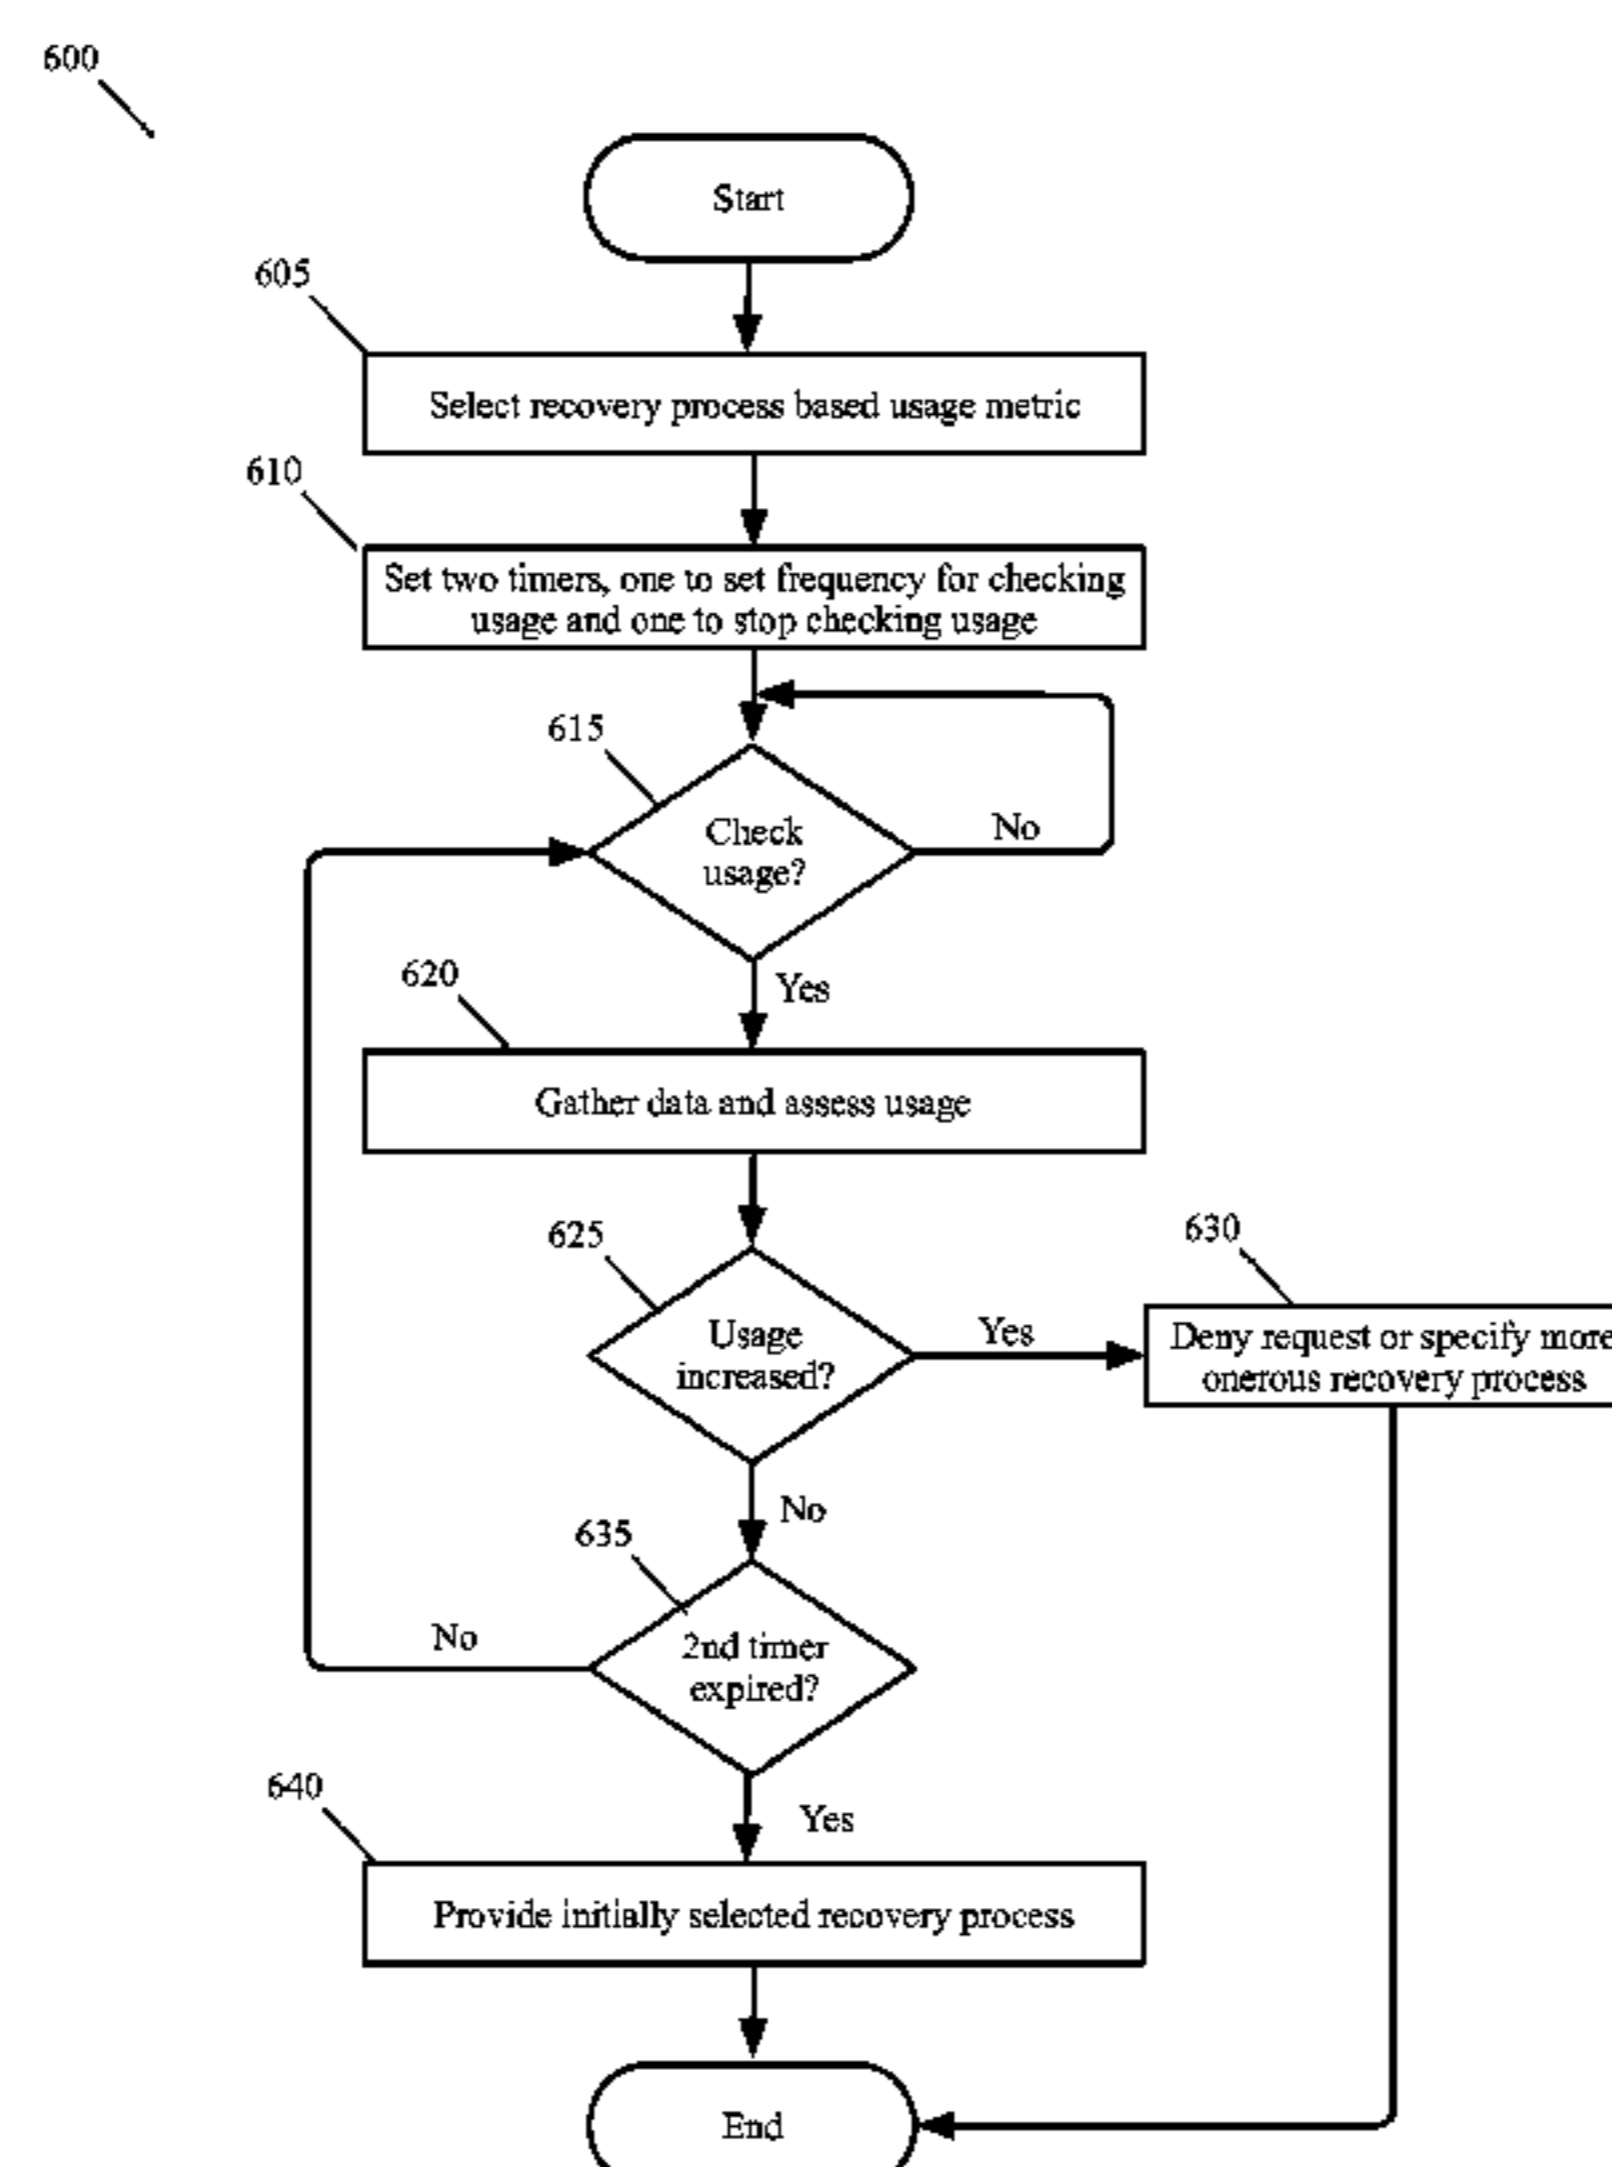 600
Start
605
Select recovery process based usage metric
610
Set two timers, one to set frequency for checking
usage and one to stop checking usage
615
Check
usage?
No
Yes
620
Gather data and assess usage
625
Usage
increased?
Yes
630
Deny request or specify more
onerous recovery process
No
635
2nd timer
expired?
No
Yes
640
Provide initially selected recovery process
End